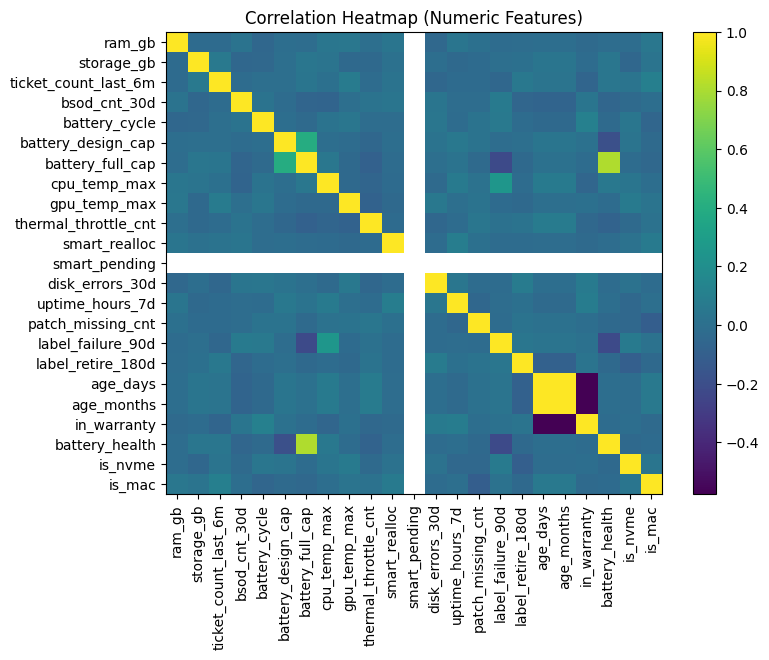 Correlation Heatmap (Numeric Features)
ram_gb
storage_gb
ticket_count_last_6m
bsod_cnt_30d
battery_cycle
battery_design_cap
battery_full_cap
cpu_temp_max
gpu_temp_max
thermal_throttle_cnt
smart_realloc
smart_pending
disk_errors_30d
uptime_hours_7d
patch_missing_cnt
label_failure_90d
label_retire_180d
age_days
age_months
in_warranty
battery_health
is_nvme
is_mac
ram_gb
storage_gb
ticket_count_last_6m
bsod_cnt_30d
battery_cycle
battery_design_cap
battery_full_cap
cpu_temp_max
gpu_temp_max
thermal_throttle_cnt
smart_realloc
smart_pending
disk_errors_30d
uptime_hours_7d
patch_missing_cnt
label_failure_90d
label_retire_180d
age_days
age_months
in_warranty
battery_health
is_nvme
is_mac
1.0
0.8
0.6
0.4
0.2
0.0
−0.2
−0.4